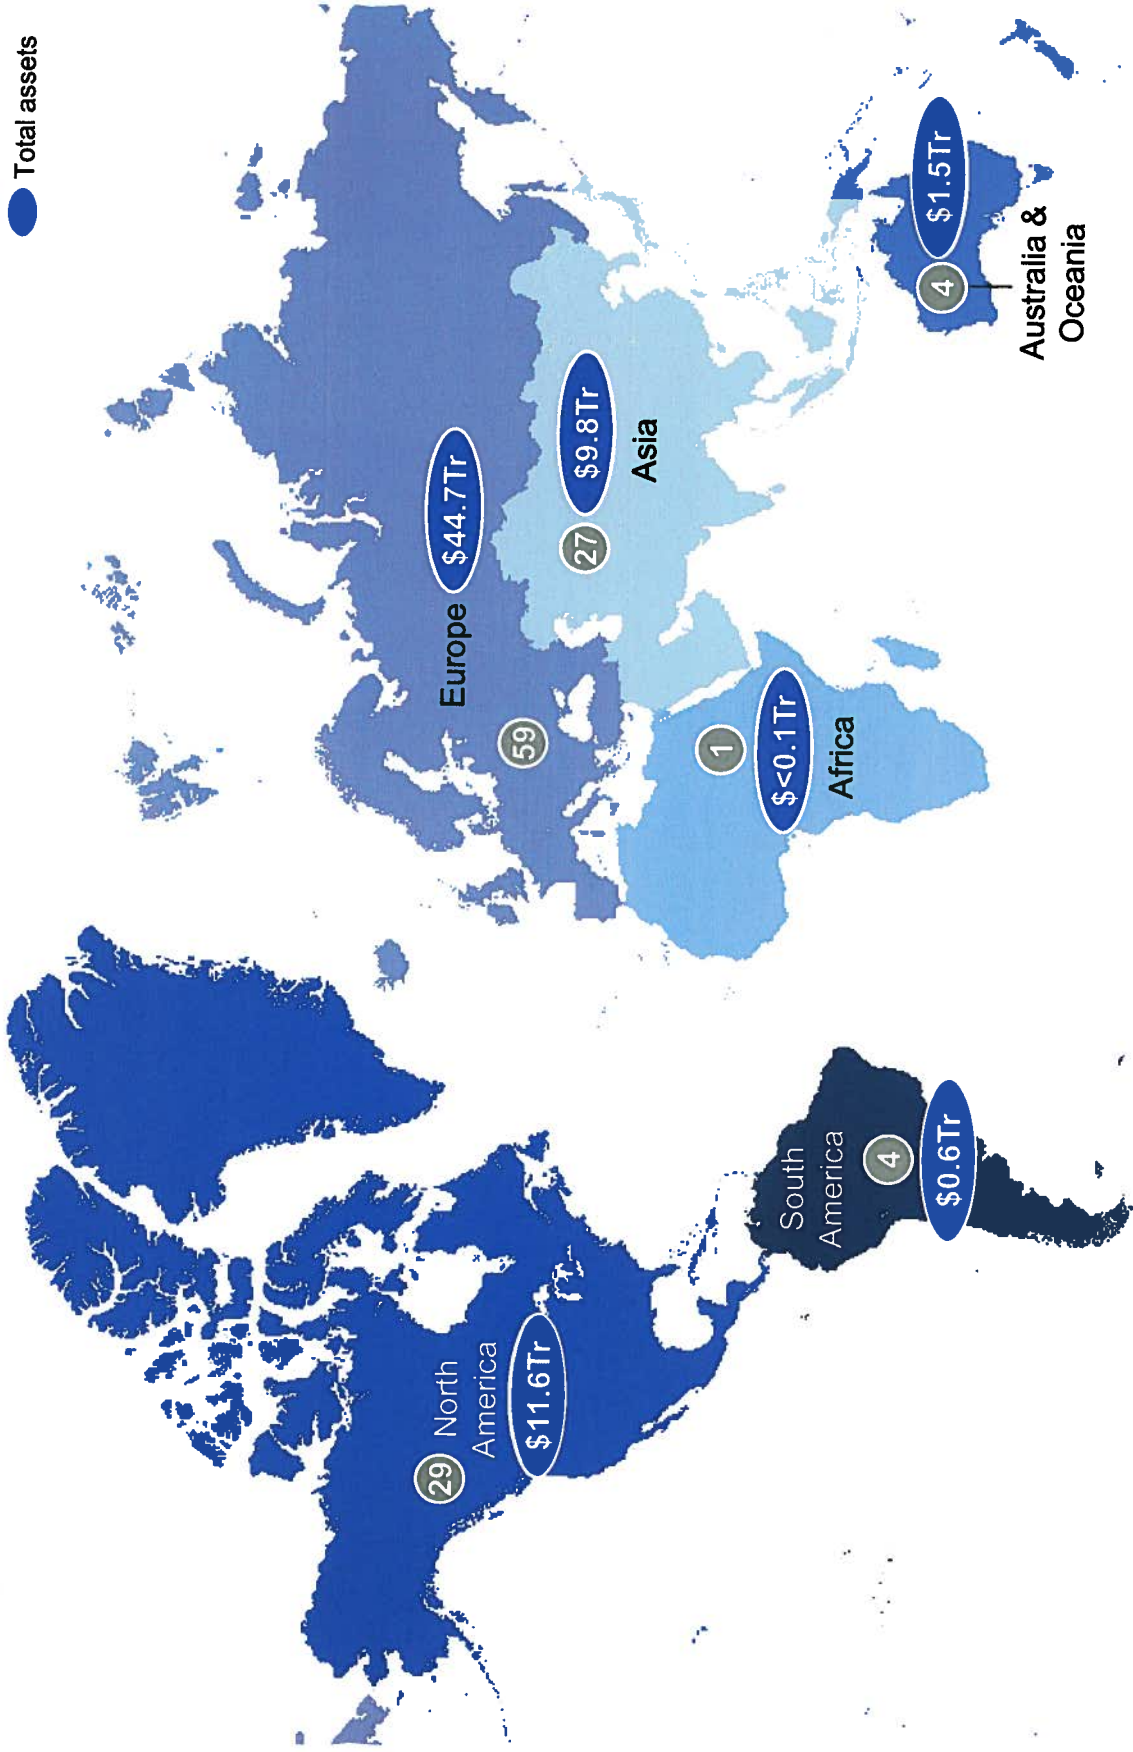 Total assets
29
North
America
$11.6Tr
South
America
4
$0.6Tr
Europe
$44.7Tr
59
27
$9.8Tr
Asia
1
$<0.1Tr
Africa
4
$1.5Tr
Australia &
Oceania